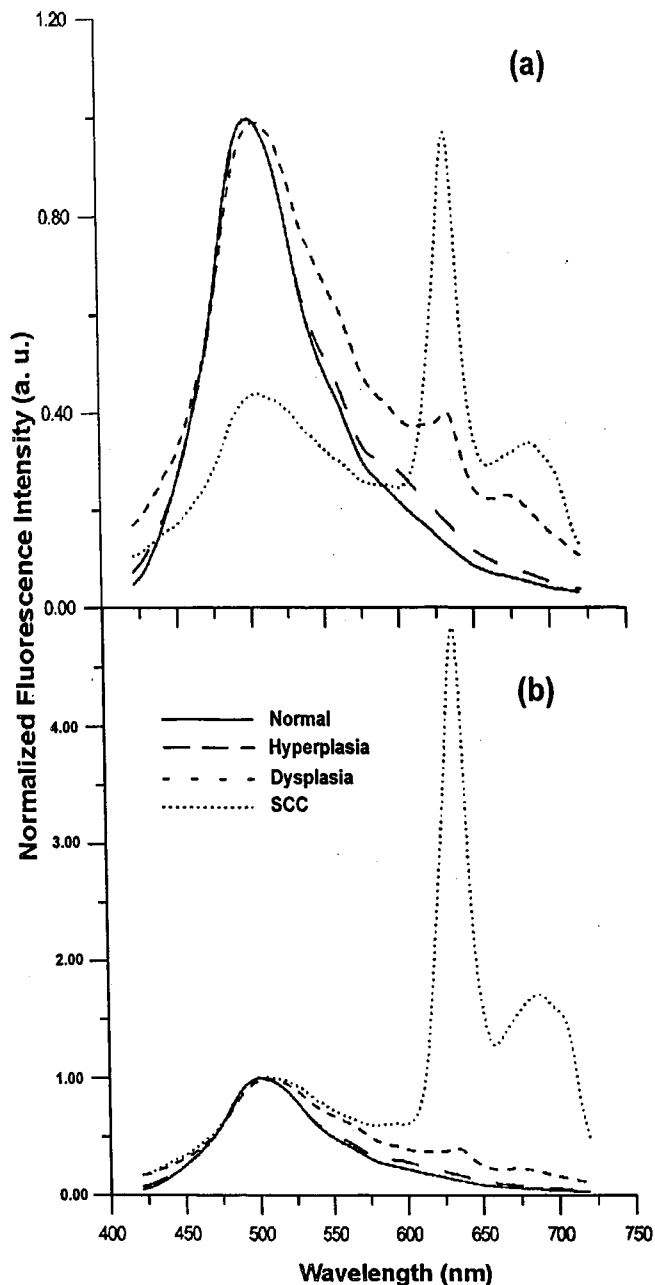 1.20
(a)
0.80
0.40
0.00
Normalized Fluorescence Intensity (a. u.)
(b)
Normal
Hyperplasia
Dysplasia
SCC
4.00
3.00
2.00
1.00
0.00
400 450 500 550 600 650 700 750
Wavelength (nm)